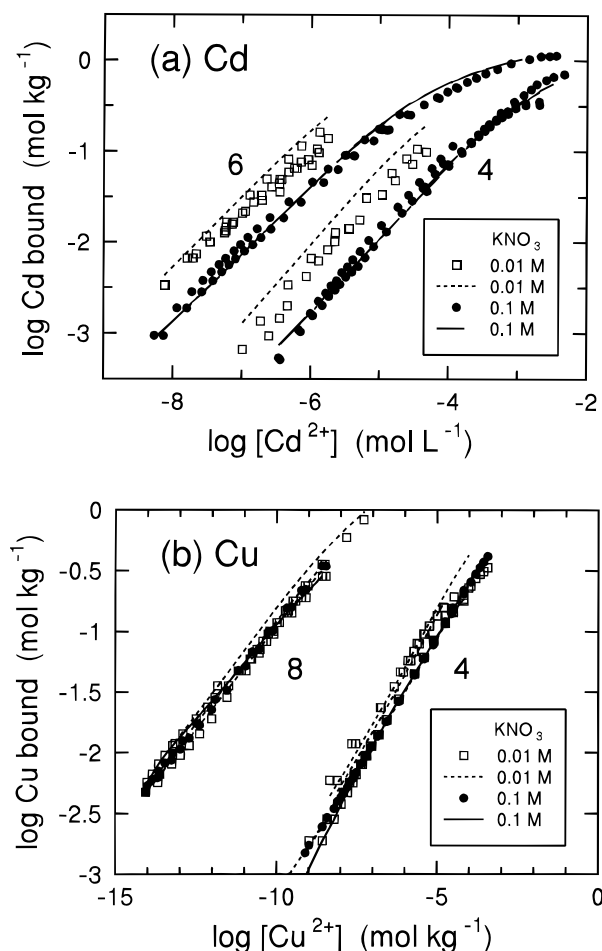 (a) Cd
0
-1
-2
-3
log Cd bound (mol kg⁻¹)
6
4
KNO₃
0.01 M
0.01 M
0.1 M
0.1 M
-8
-6
-4
-2
log [Cd²⁺] (mol L⁻¹)
(b) Cu
0
-0.5
-1
-1.5
-2
-2.5
-3
log Cu bound (mol kg⁻¹)
8
4
KNO₃
0.01 M
0.01 M
0.1 M
0.1 M
-15
-10
-5
0
log [Cu²⁺] (mol kg⁻¹)